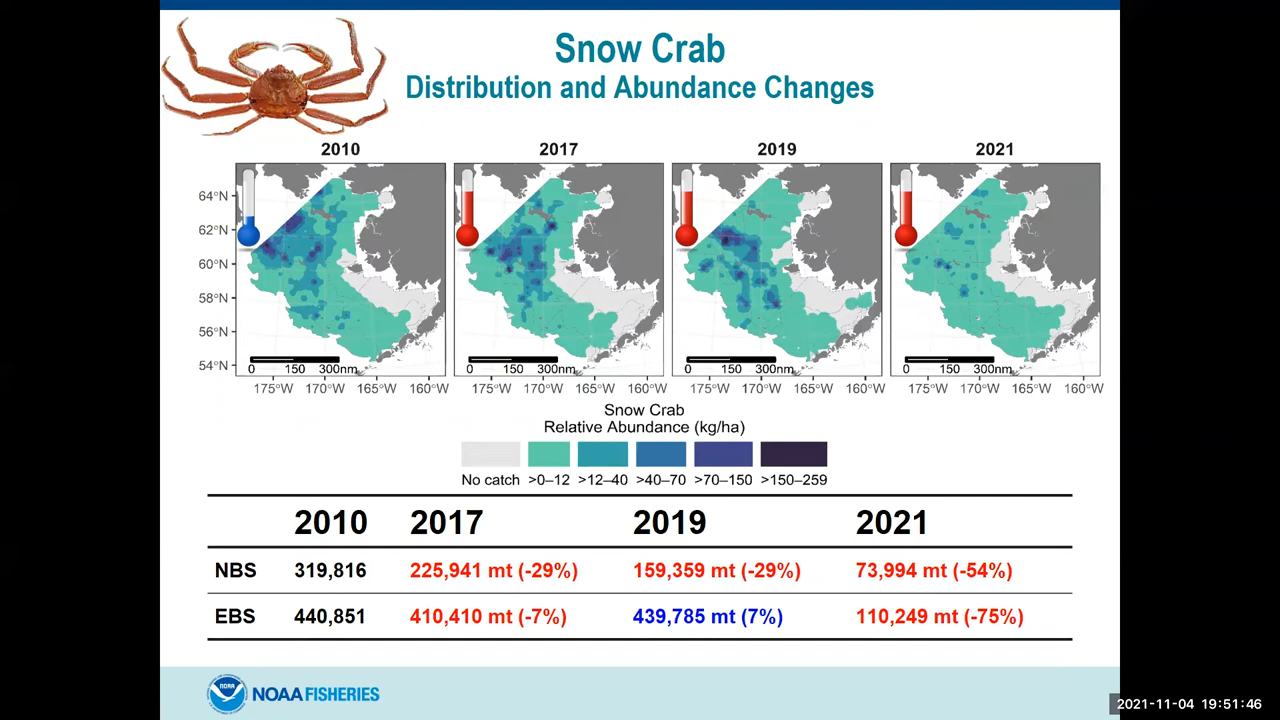 Snow Crab
Distribution and Abundance Changes
2010 2017 2019 2021
64°N
62°N
60°N
58°N
56°N
54°N
0 150 300nm 0 150 300nm 0 150 300nm 0 150 300nm
175°W 170°W 165°W 160°W 175°W 170°W 165°W 160°W 175°W 170°W 165°W 160°W 175°W 170°W 165°W 160°W
Snow Crab
Relative Abundance (kg/ha)
No catch >0–12 >12–40 >40–70 >70–150 >150–259
2010 2017 2019 2021
NBS 319,816 225,941 mt (-29%) 159,359 mt (-29%) 73,994 mt (-54%)
EBS 440,851 410,410 mt (-7%) 439,785 mt (7%) 110,249 mt (-75%)
NOAA NOAA FISHERIES
2021-11-04 19:51:46